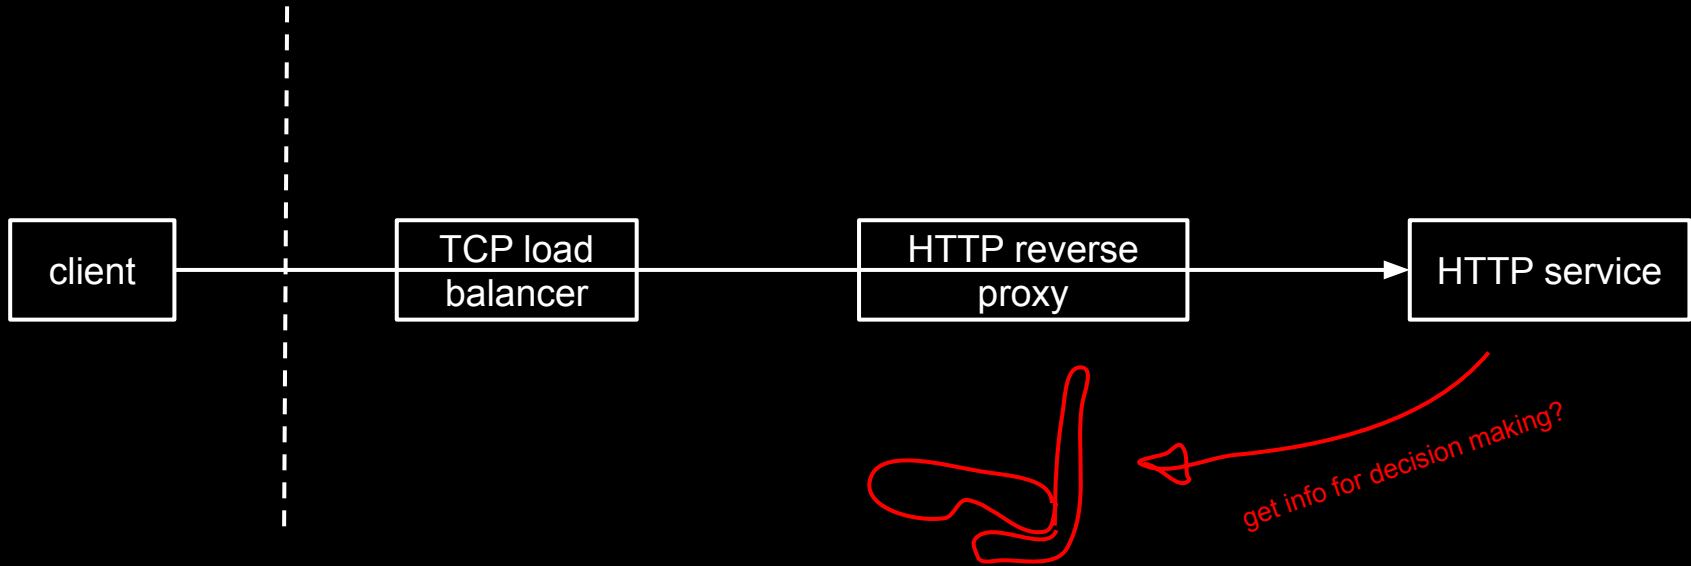 client
TCP load
balancer
HTTP reverse
proxy
HTTP service
get info for decision making?